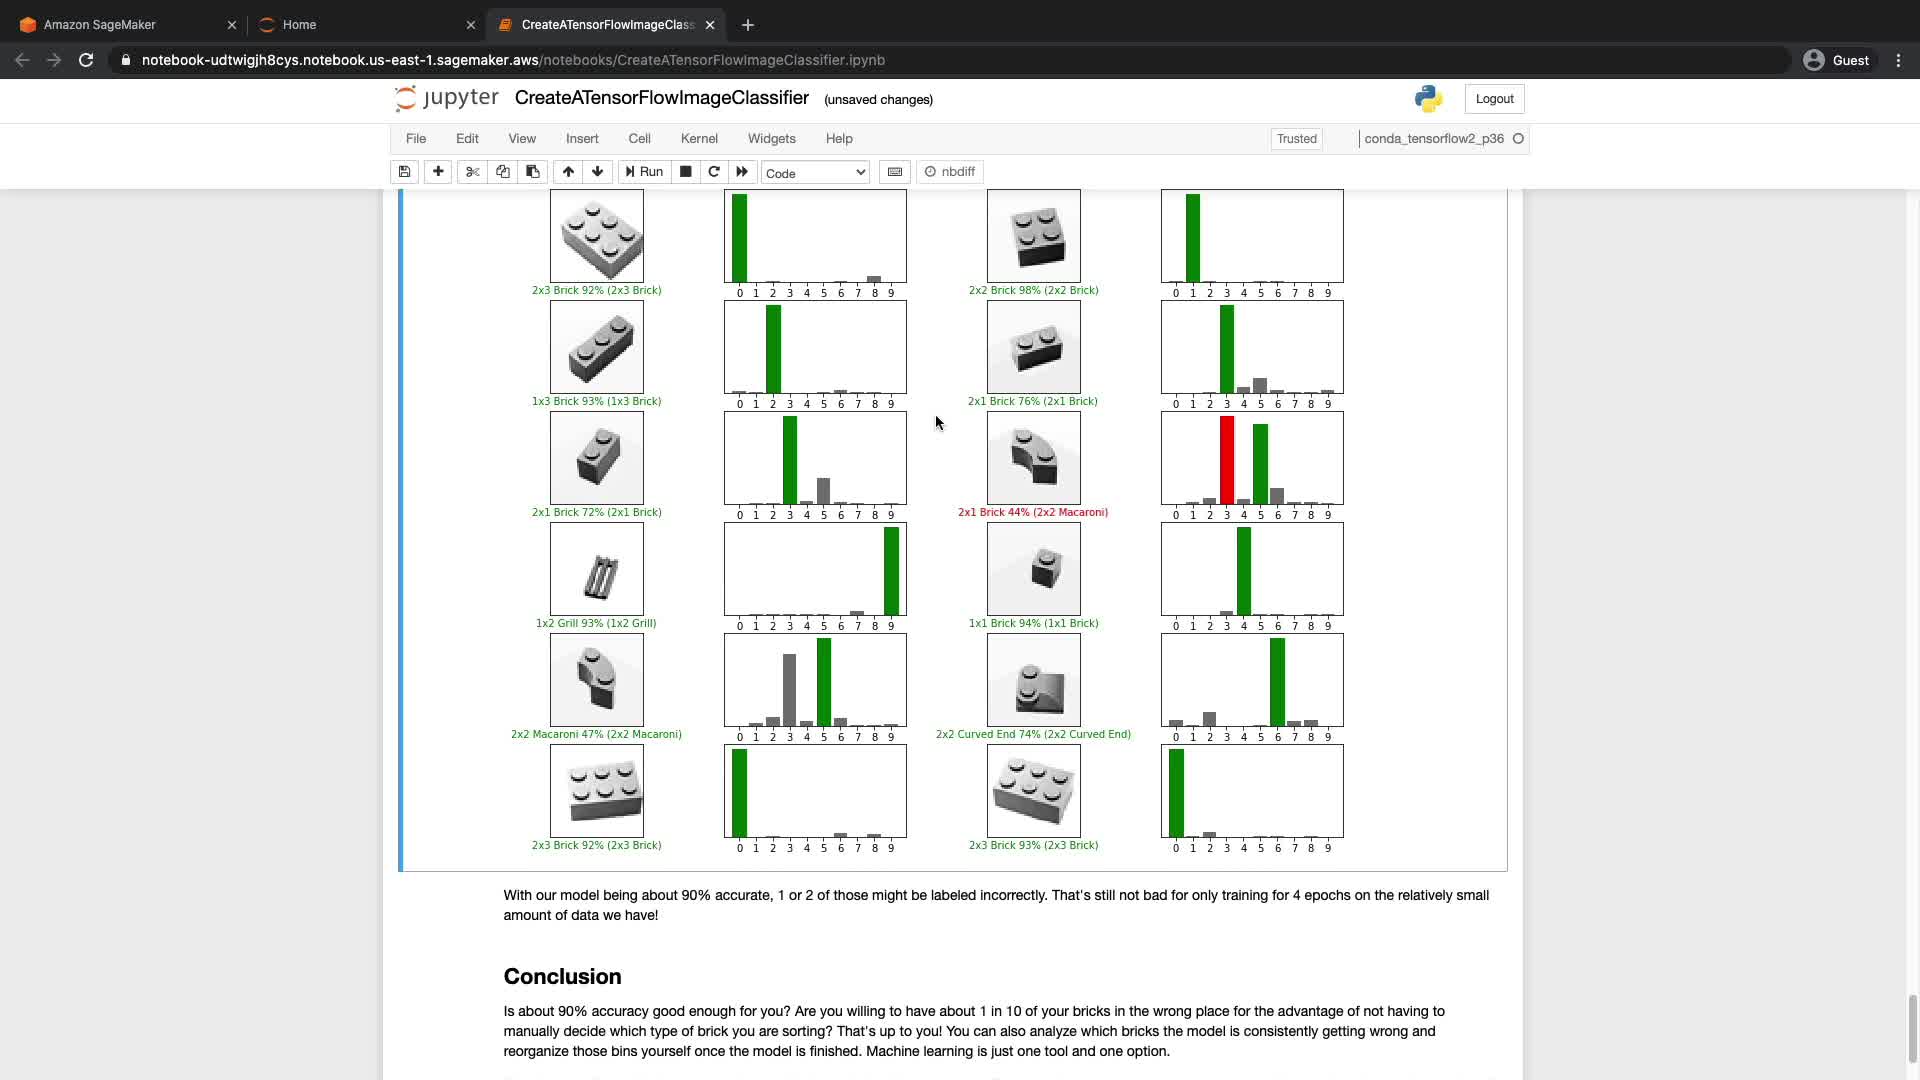 Amazon SageMaker
Home
CreateATensorFlowImageClass
notebook-udtwigjh8cys.notebook.us-east-1.sagemaker.aws/notebooks/CreateATensorFlowImageClassifier.ipynb
Guest
jupyter CreateATensorFlowImageClassifier (unsaved changes)
Logout
File Edit View Insert Cell Kernel Widgets Help
Trusted
conda_tensorflow2_p36
Run
Code
nbdiff
2x3 Brick 92% (2x3 Brick)
0 1 2 3 4 5 6 7 8 9
2x2 Brick 98% (2x2 Brick)
0 1 2 3 4 5 6 7 8 9
1x3 Brick 93% (1x3 Brick)
0 1 2 3 4 5 6 7 8 9
2x1 Brick 76% (2x1 Brick)
0 1 2 3 4 5 6 7 8 9
2x1 Brick 72% (2x1 Brick)
0 1 2 3 4 5 6 7 8 9
2x1 Brick 44% (2x2 Macaroni)
0 1 2 3 4 5 6 7 8 9
1x2 Grill 93% (1x2 Grill)
0 1 2 3 4 5 6 7 8 9
1x1 Brick 94% (1x1 Brick)
0 1 2 3 4 5 6 7 8 9
2x2 Macaroni 47% (2x2 Macaroni)
0 1 2 3 4 5 6 7 8 9
2x2 Curved End 74% (2x2 Curved End)
0 1 2 3 4 5 6 7 8 9
2x3 Brick 92% (2x3 Brick)
0 1 2 3 4 5 6 7 8 9
2x3 Brick 93% (2x3 Brick)
0 1 2 3 4 5 6 7 8 9
With our model being about 90% accurate, 1 or 2 of those might be labeled incorrectly. That's still not bad for only training for 4 epochs on the relatively small
amount of data we have!
Conclusion
Is about 90% accuracy good enough for you? Are you willing to have about 1 in 10 of your bricks in the wrong place for the advantage of not having to
manually decide which type of brick you are sorting? That's up to you! You can also analyze which bricks the model is consistently getting wrong and
reorganize those bins yourself once the model is finished. Machine learning is just one tool and one option.